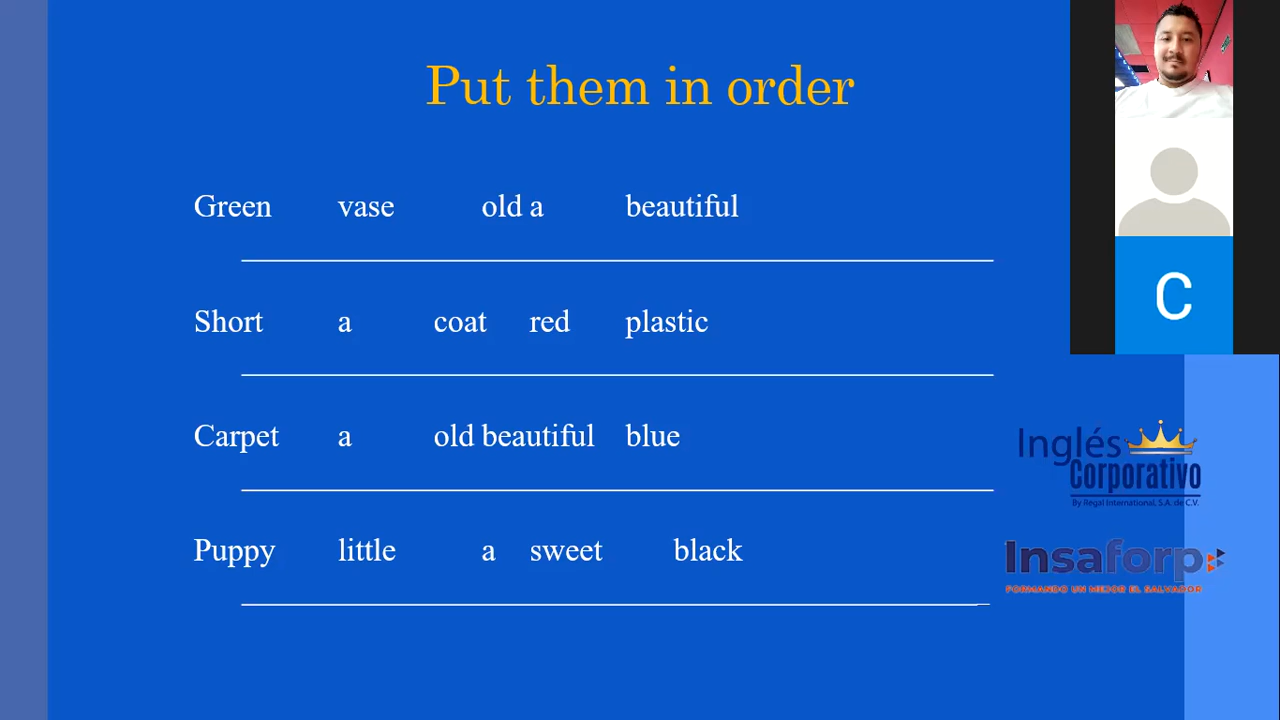 Put them in order
Green vase old a beautiful
Short a coat red plastic
Carpet a old beautiful blue
Puppy little a sweet black
C
Inglés
Corporativo
By Regal International, S.A. de C.V.
Insaforp
FORMANDO UN MEJOR EL SALVADOR